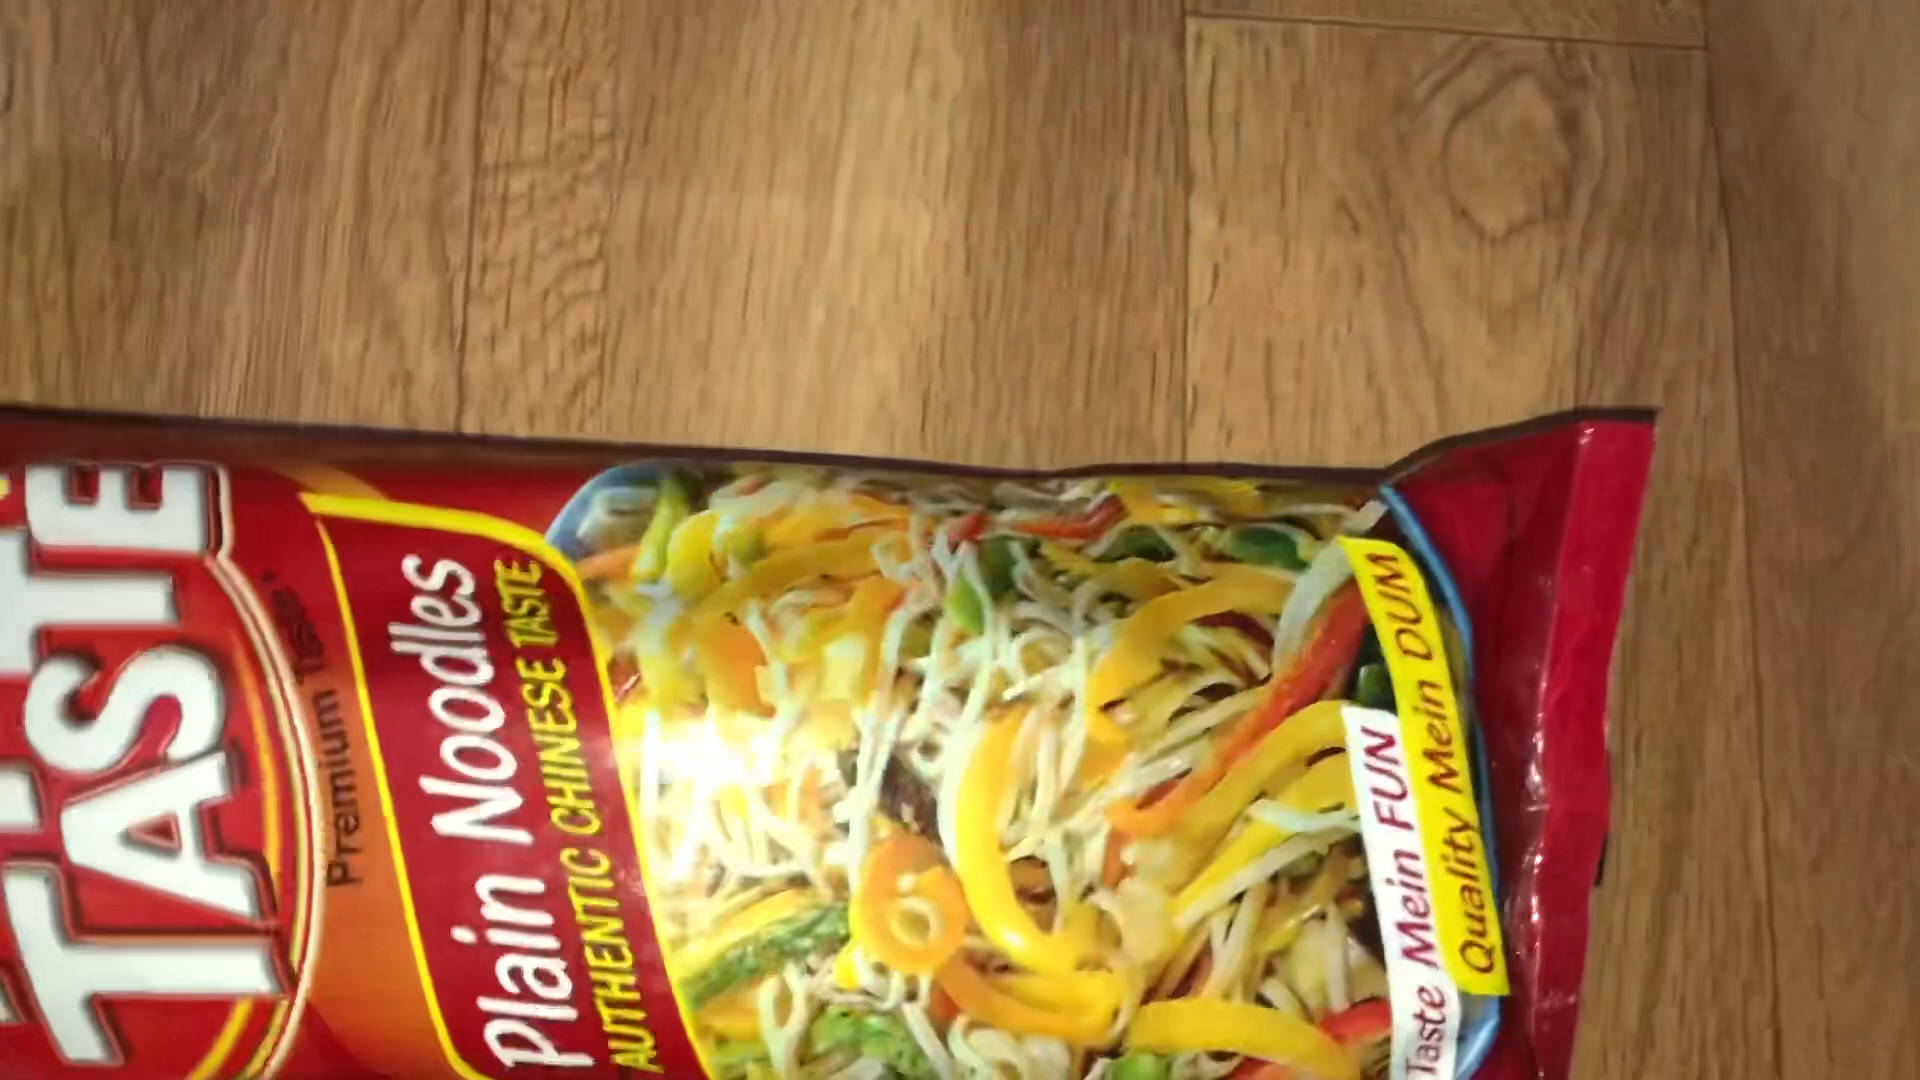 TASTE
Premium Taste
Plain Noodles
AUTHENTIC CHINESE TASTE
Taste Mein FUN
Quality Mein DUM